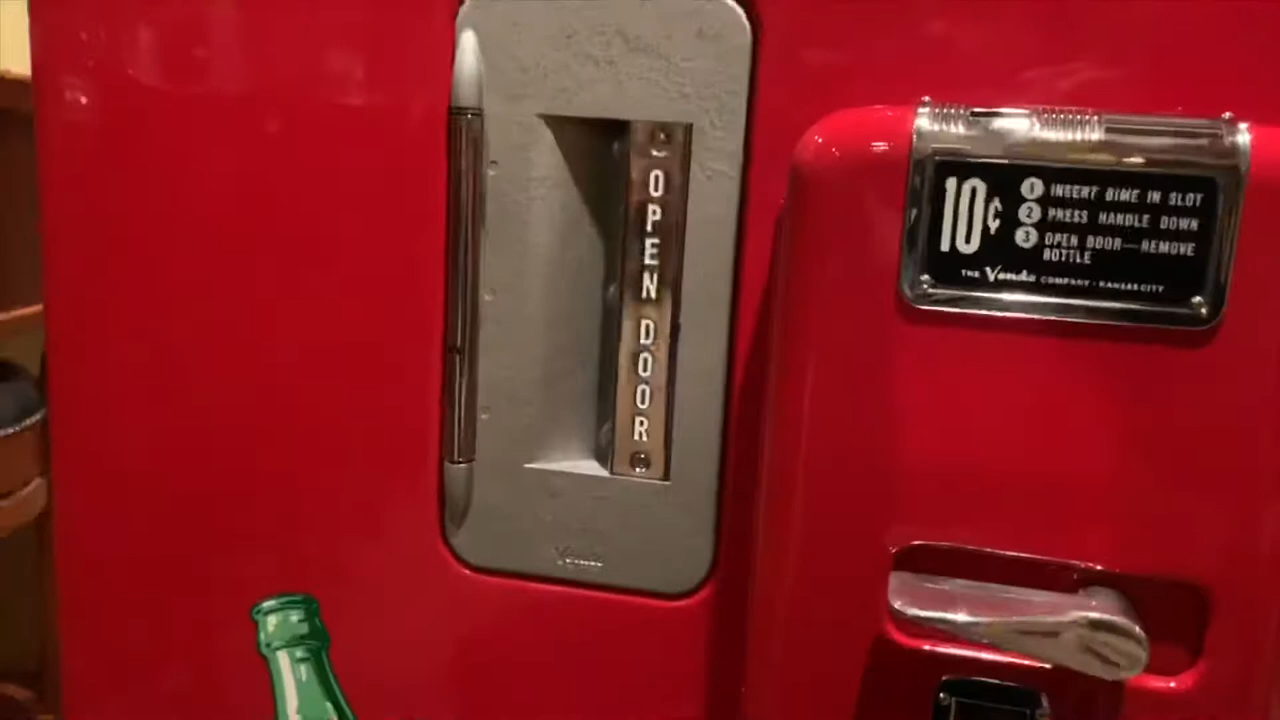 OPEN DOOR
10¢
1 INSERT DIME IN SLOT
2 PRESS HANDLE DOWN
3 OPEN DOOR—REMOVE
BOTTLE
THE Vendo COMPANY · KANSAS CITY
Vendo